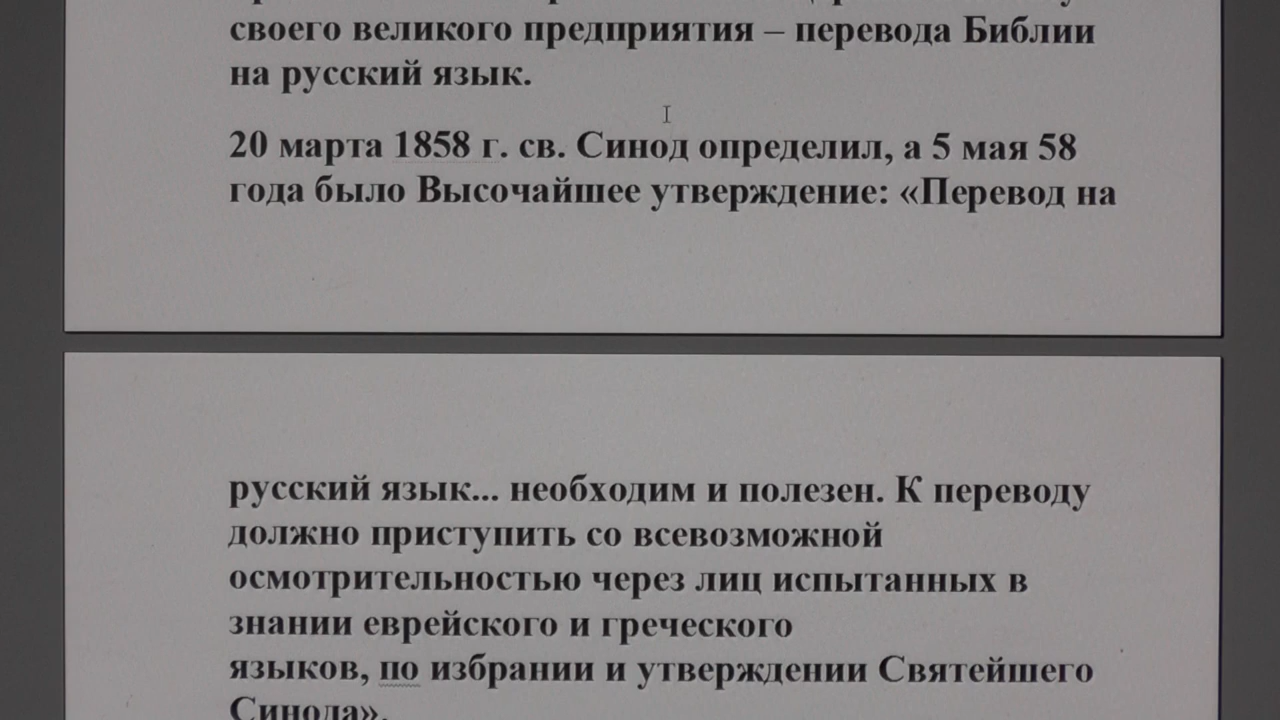 своего великого предприятия – перевода Библии
на русский язык.
20 марта 1858 г. св. Синод определил, а 5 мая 58
года было Высочайшее утверждение: «Перевод на
русский язык... необходим и полезен. К переводу
должно приступить со всевозможной
осмотрительностью через лиц испытанных в
знании еврейского и греческого
языков, по избрании и утверждении Святейшего
Синода».